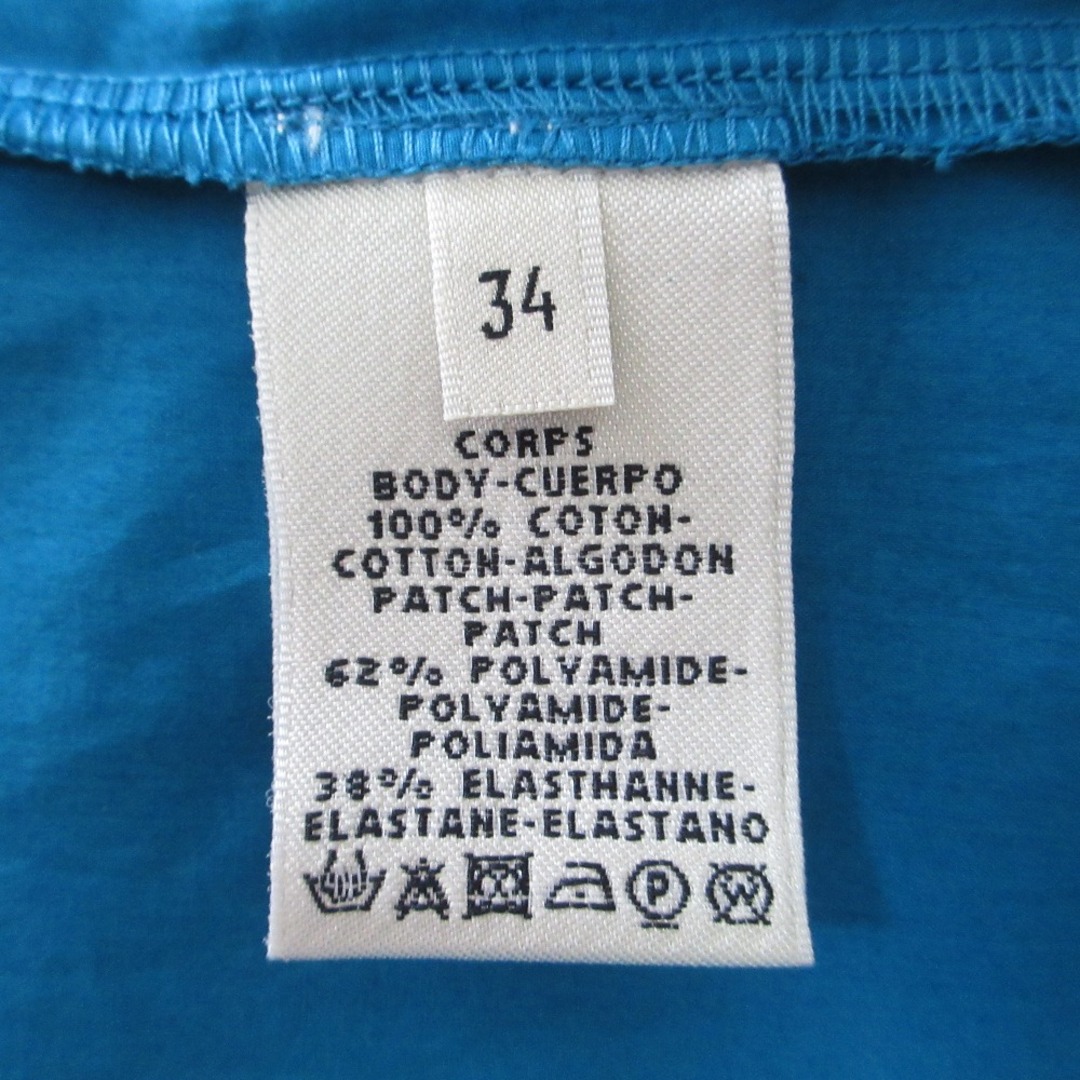 34
CORPS
BODY-CUERPO
100% COTON-
COTTON-ALGODON
PATCH-PATCH-
PATCH
62% POLYAMIDE-
POLYAMIDE-
POLIAMIDA
38% ELASTHANNE-
ELASTANE-ELASTANO
P W